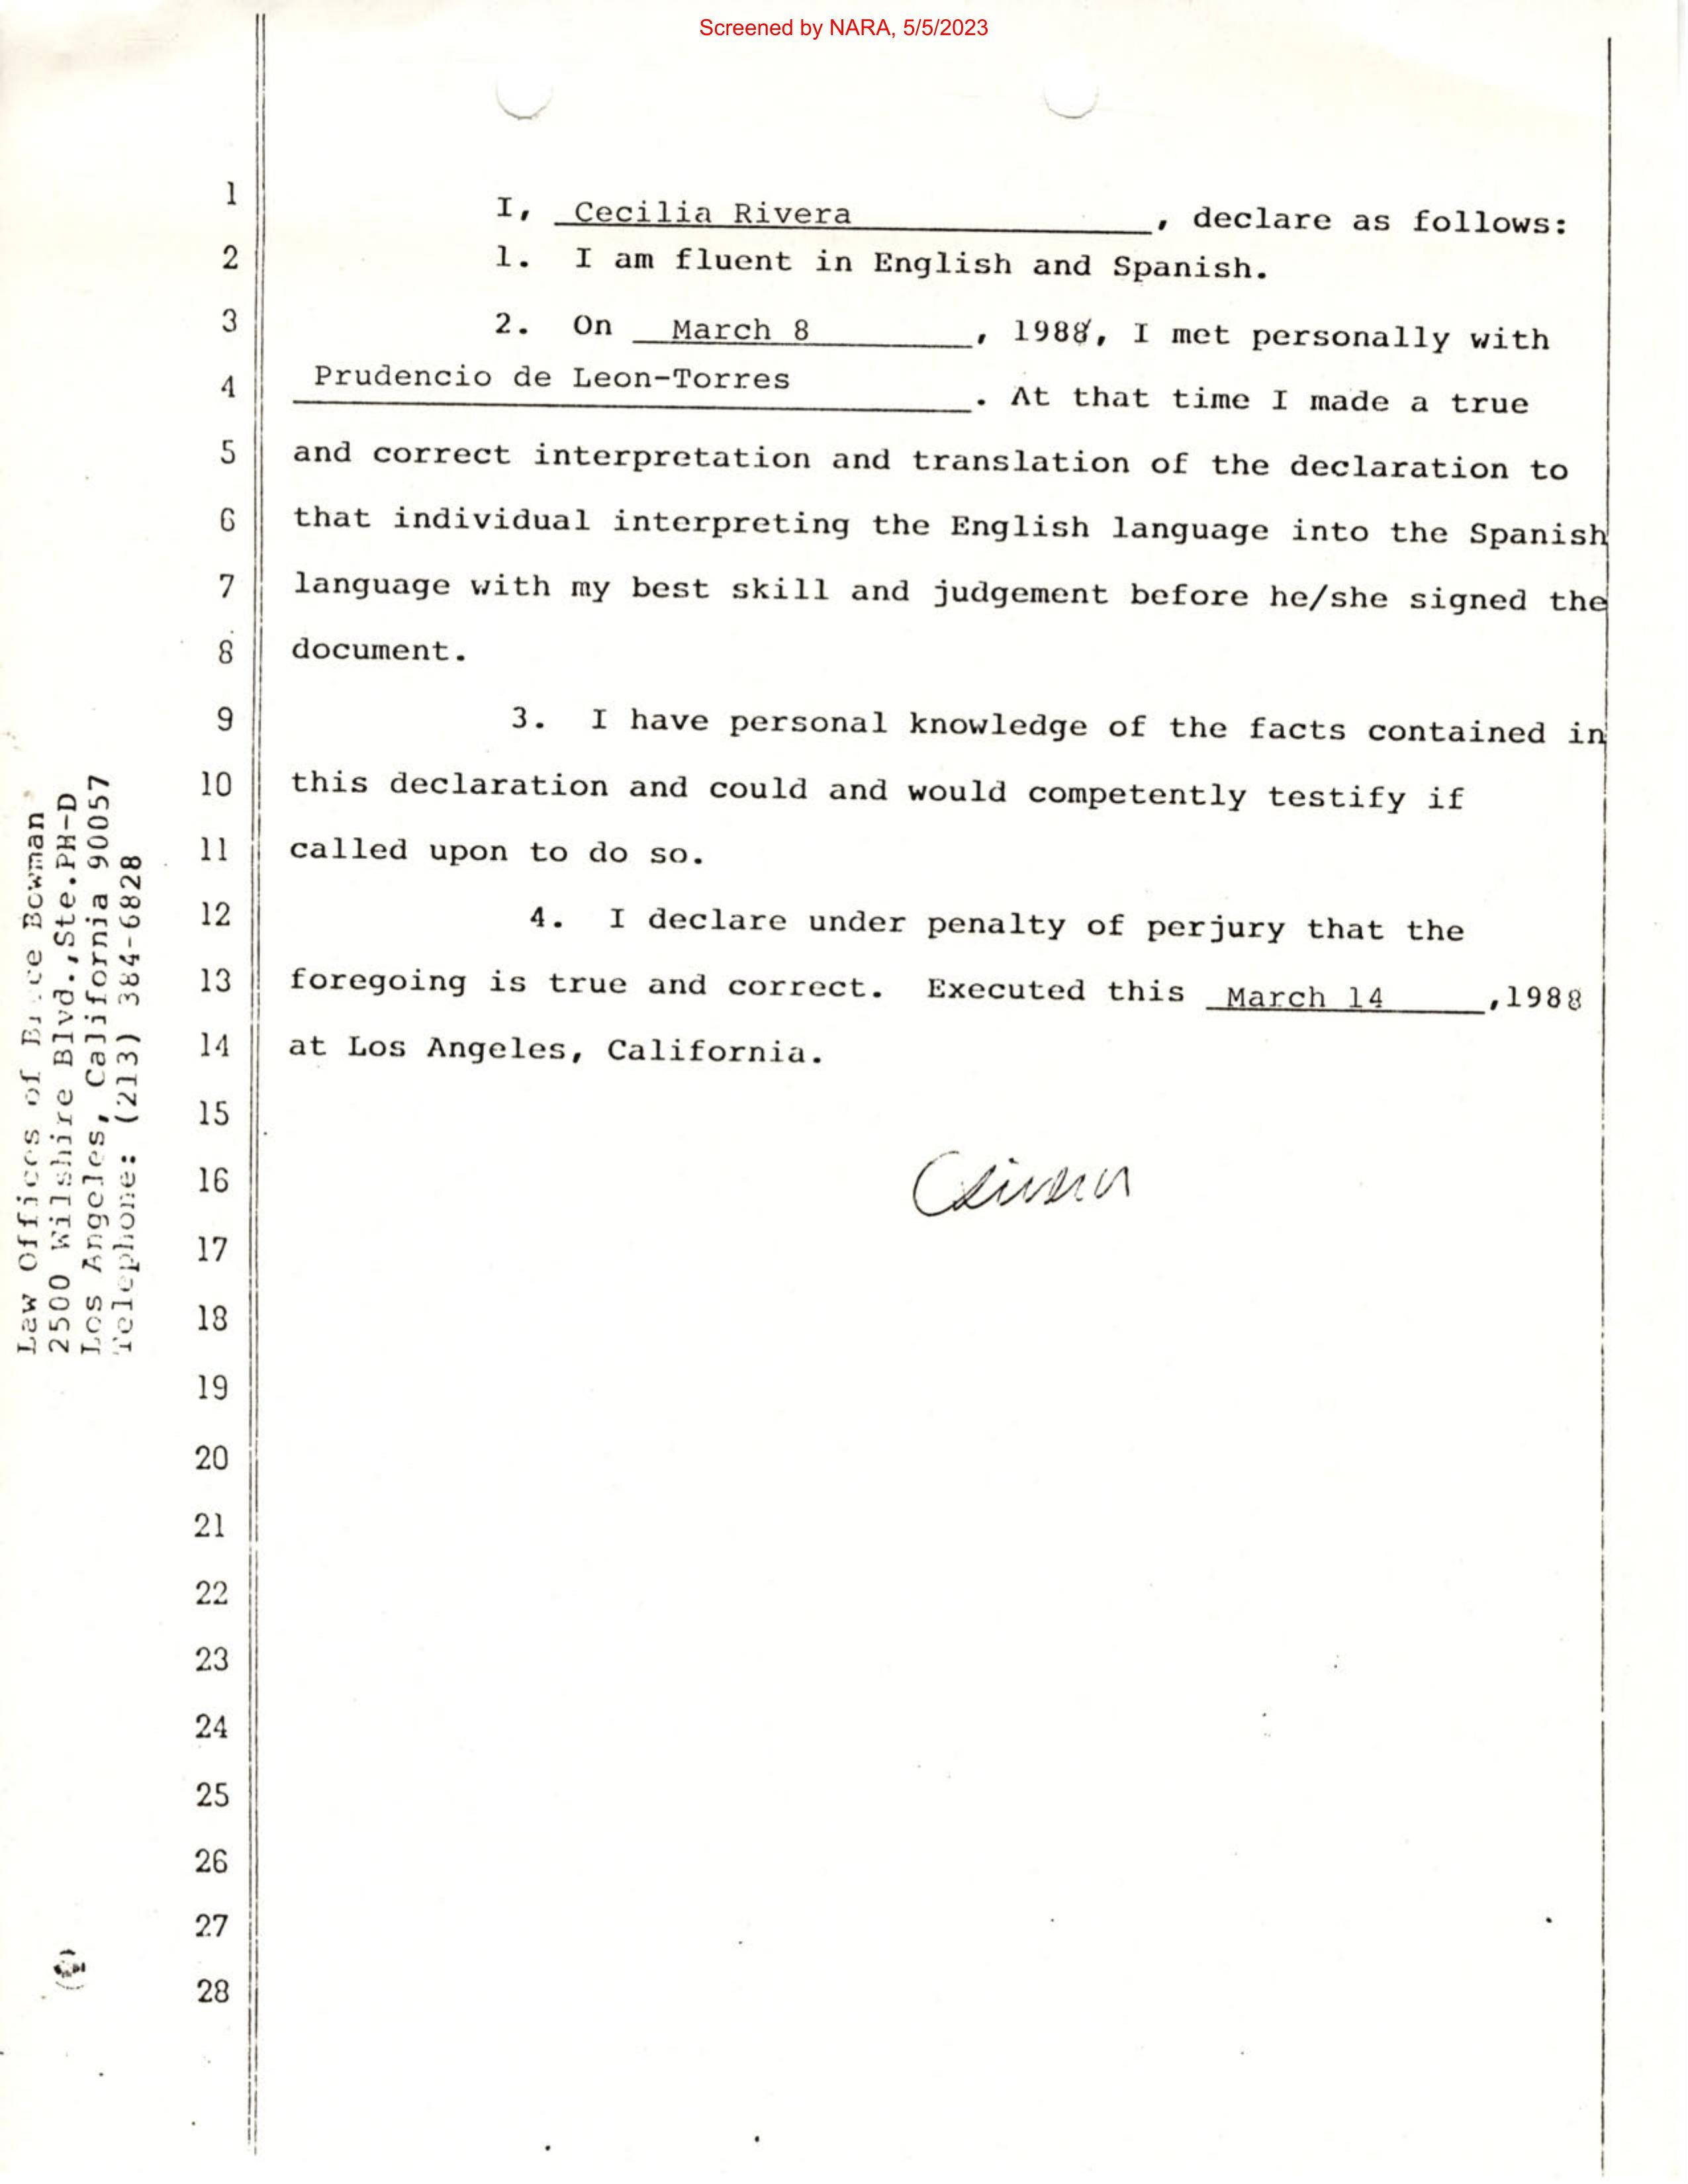 Screened by NARA, 5/5/2023
1 I, Cecilia Rivera, declare as follows:
2 1. I am fluent in English and Spanish.
3 2. On March 8, 1988, I met personally with
4 Prudencio de Leon-Torres. At that time I made a true
5 and correct interpretation and translation of the declaration to
6 that individual interpreting the English language into the Spanish
7 language with my best skill and judgement before he/she signed the
8 document.
9 3. I have personal knowledge of the facts contained in
10 this declaration and could and would competently testify if
11 called upon to do so.
12 4. I declare under penalty of perjury that the
13 foregoing is true and correct. Executed this March 14,1988
14 at Los Angeles, California.
15
16
17
18
19
20
21
22
23
24
25
26
27
28
Law Offices of Bowman
2500 Wilshire Blvd.,Ste.PH-D
Los Angeles, California 90057
Telephone: (213) 384-6828